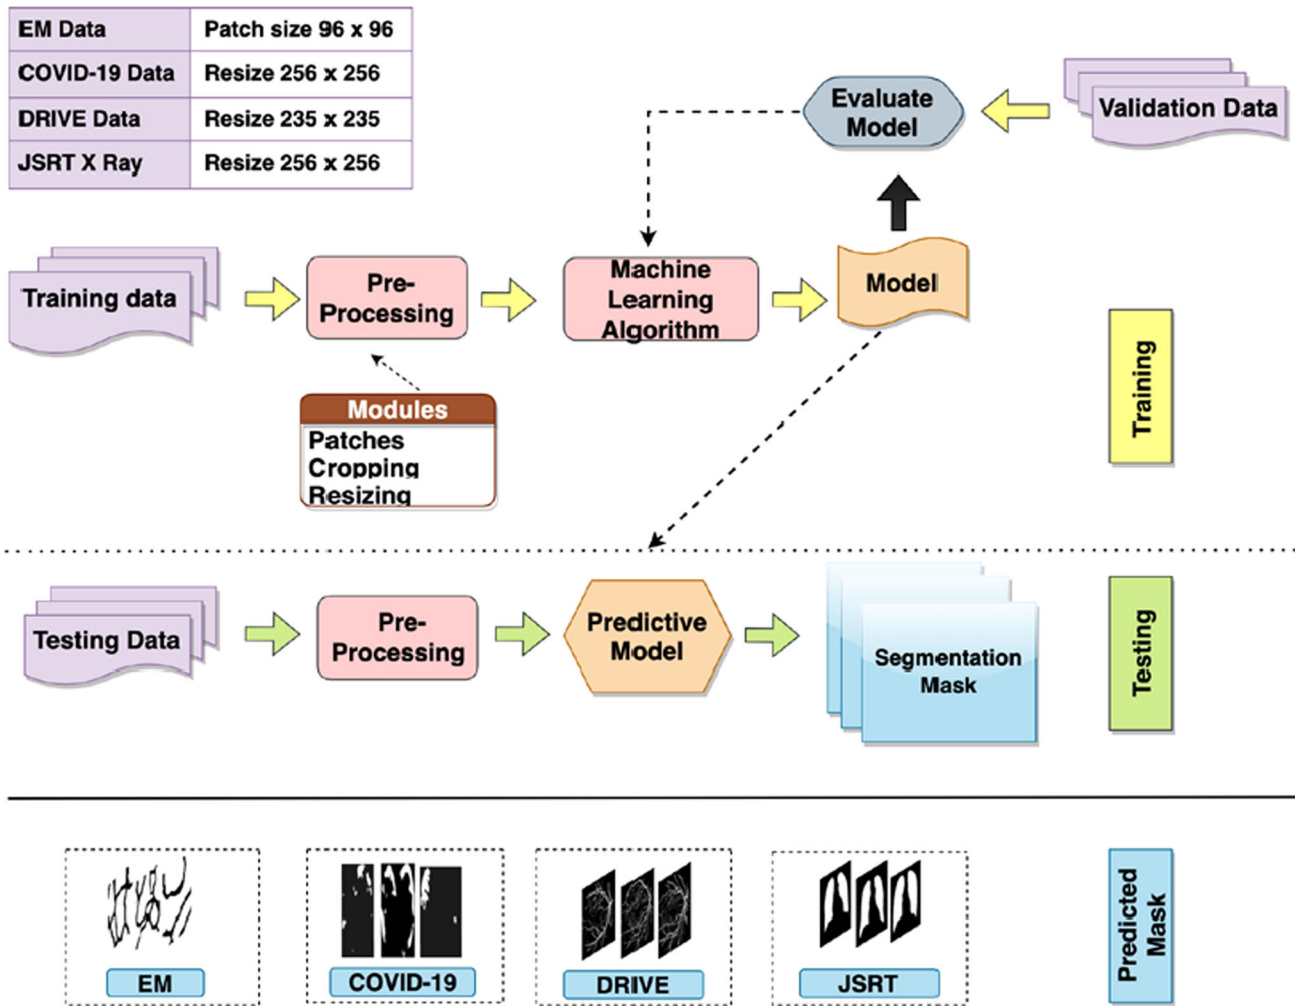 EM Data Patch size 96 x 96
COVID-19 Data Resize 256 x 256
DRIVE Data Resize 235 x 235
JSRT X Ray Resize 256 x 256
Evaluate
Model
Validation Data
Training data
Pre-
Processing
Machine
Learning
Algorithm
Model
Modules
Patches
Cropping
Resizing
Training
Testing Data
Pre-
Processing
Predictive
Model
Segmentation
Mask
Testing
EM
COVID-19
DRIVE
JSRT
Predicted
Mask